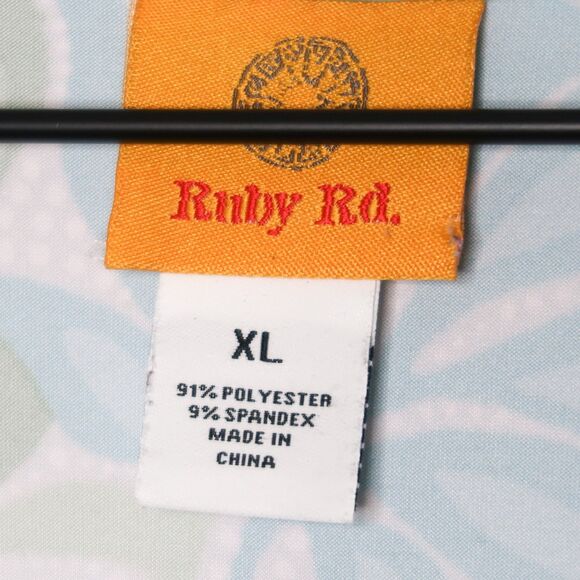 Ruby Rd.
XL
91% POLYESTER
9% SPANDEX
MADE IN
CHINA